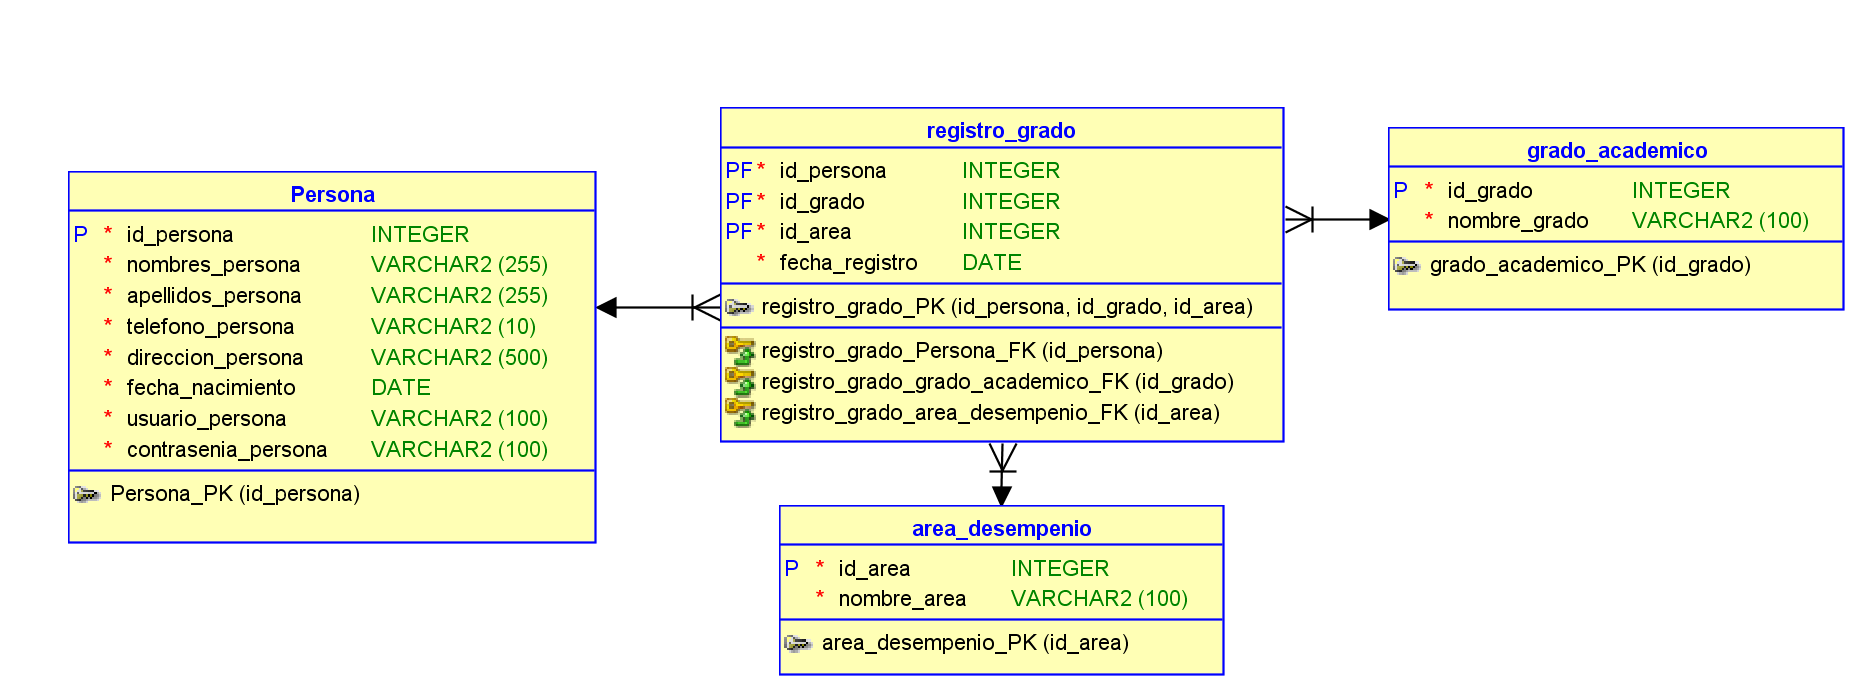 Persona
P * id_persona INTEGER
* nombres_persona VARCHAR2 (255)
* apellidos_persona VARCHAR2 (255)
* telefono_persona VARCHAR2 (10)
* direccion_persona VARCHAR2 (500)
* fecha_nacimiento DATE
* usuario_persona VARCHAR2 (100)
* contrasenia_persona VARCHAR2 (100)
Persona_PK (id_persona)
registro_grado
PF * id_persona INTEGER
PF * id_grado INTEGER
PF * id_area INTEGER
* fecha_registro DATE
registro_grado_PK (id_persona, id_grado, id_area)
registro_grado_Persona_FK (id_persona)
registro_grado_grado_academico_FK (id_grado)
registro_grado_area_desempenio_FK (id_area)
grado_academico
P * id_grado INTEGER
* nombre_grado VARCHAR2 (100)
grado_academico_PK (id_grado)
area_desempenio
P * id_area INTEGER
* nombre_area VARCHAR2 (100)
area_desempenio_PK (id_area)